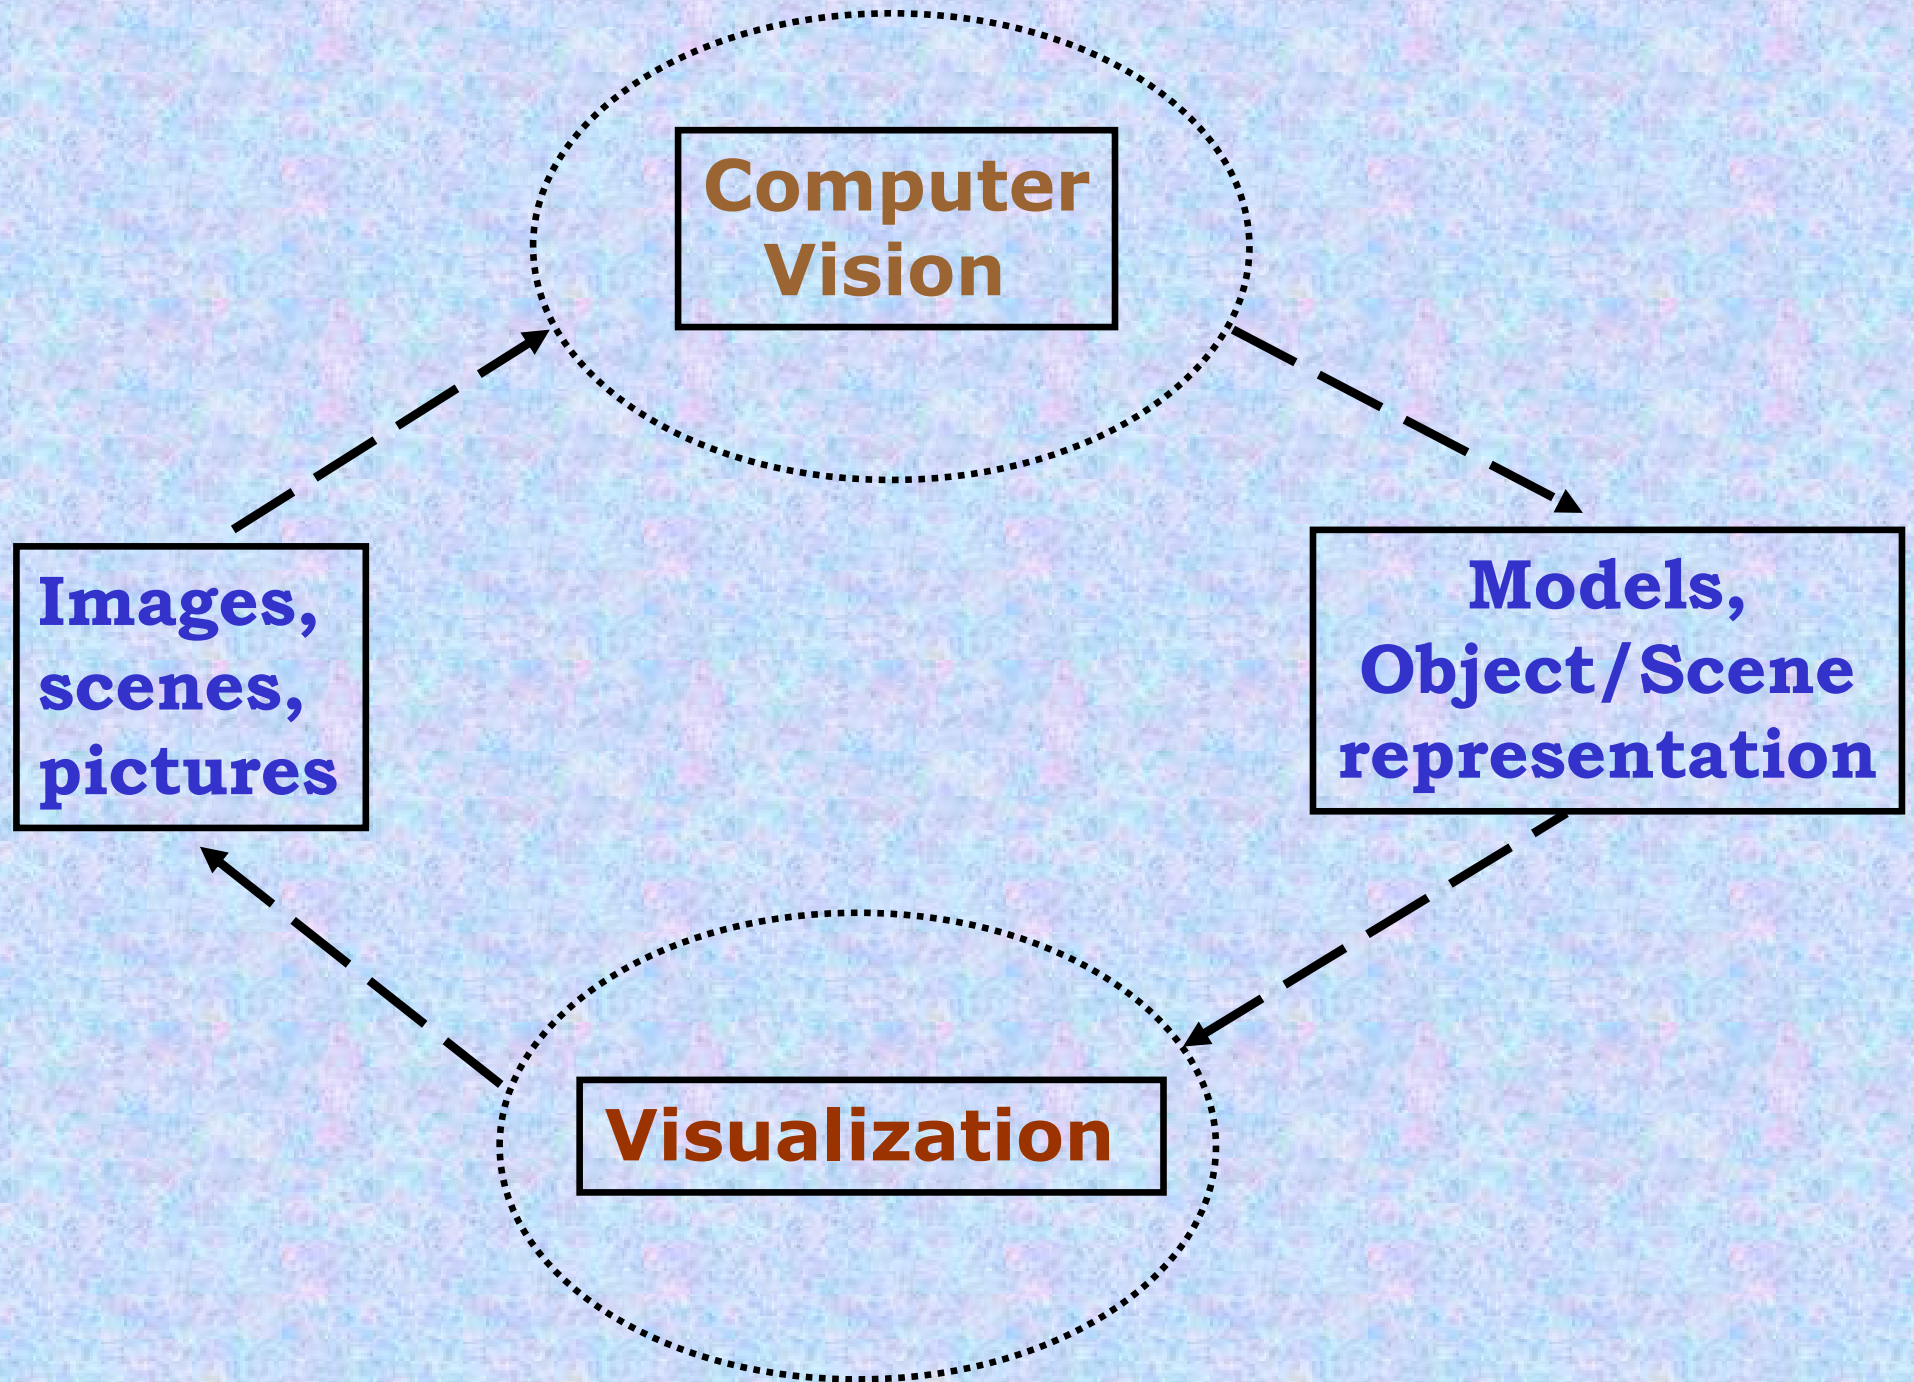 Computer
Vision
Images,
scenes,
pictures
Models,
Object/Scene
representation
Visualization